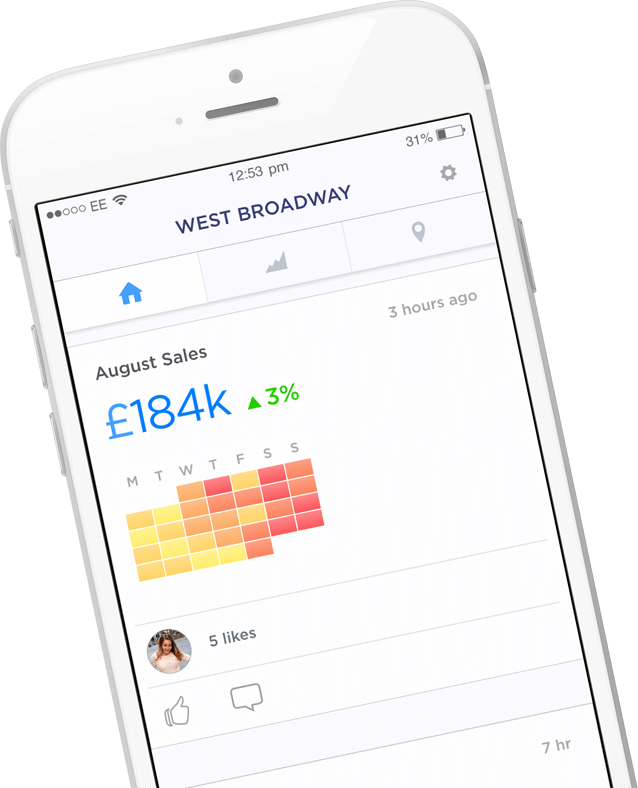 EE 12:53 pm 31%
WEST BROADWAY
3 hours ago
August Sales
£184k ▲ 3%
M T W T F S S
5 likes
7 hr